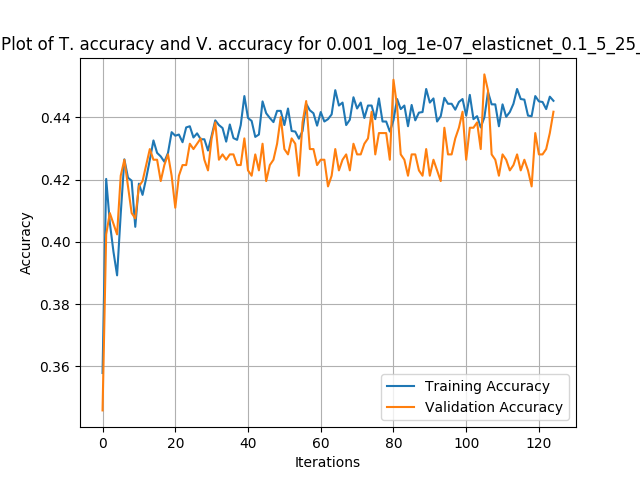 Plot of T. accuracy and V. accuracy for 0.001_log_1e-07_elasticnet_0.1_5_25_
0.44
0.42
0.40
0.38
0.36
Accuracy
0 20 40 60 80 100 120
Iterations
Training Accuracy
Validation Accuracy